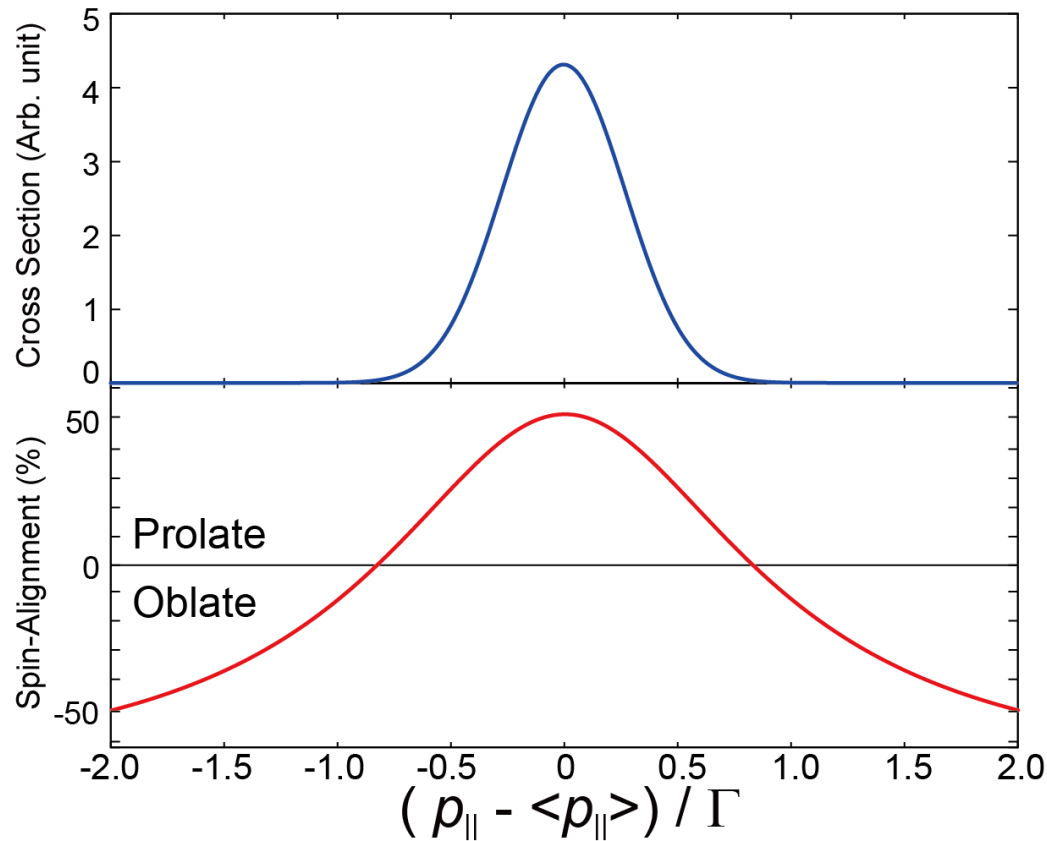 Cross Section (Arb. unit)
5
4
3
2
1
0
Spin-Alignment (%)
50
0
-50
Prolate
Oblate
-2.0 -1.5 -1.0 -0.5 0 0.5 1.0 1.5 2.0
( p|| - <p||> ) / Γ